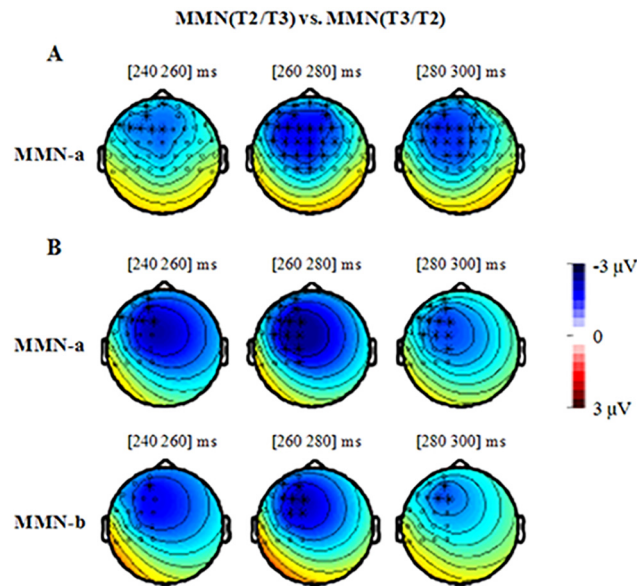 MMN(T2/T3) vs. MMN(T3/T2)
A
[240 260] ms [260 280] ms [280 300] ms
MMN-a
B
[240 260] ms [260 280] ms [280 300] ms
-3 µV
MMN-a
0
3 µV
[240 260] ms [260 280] ms [280 300] ms
MMN-b